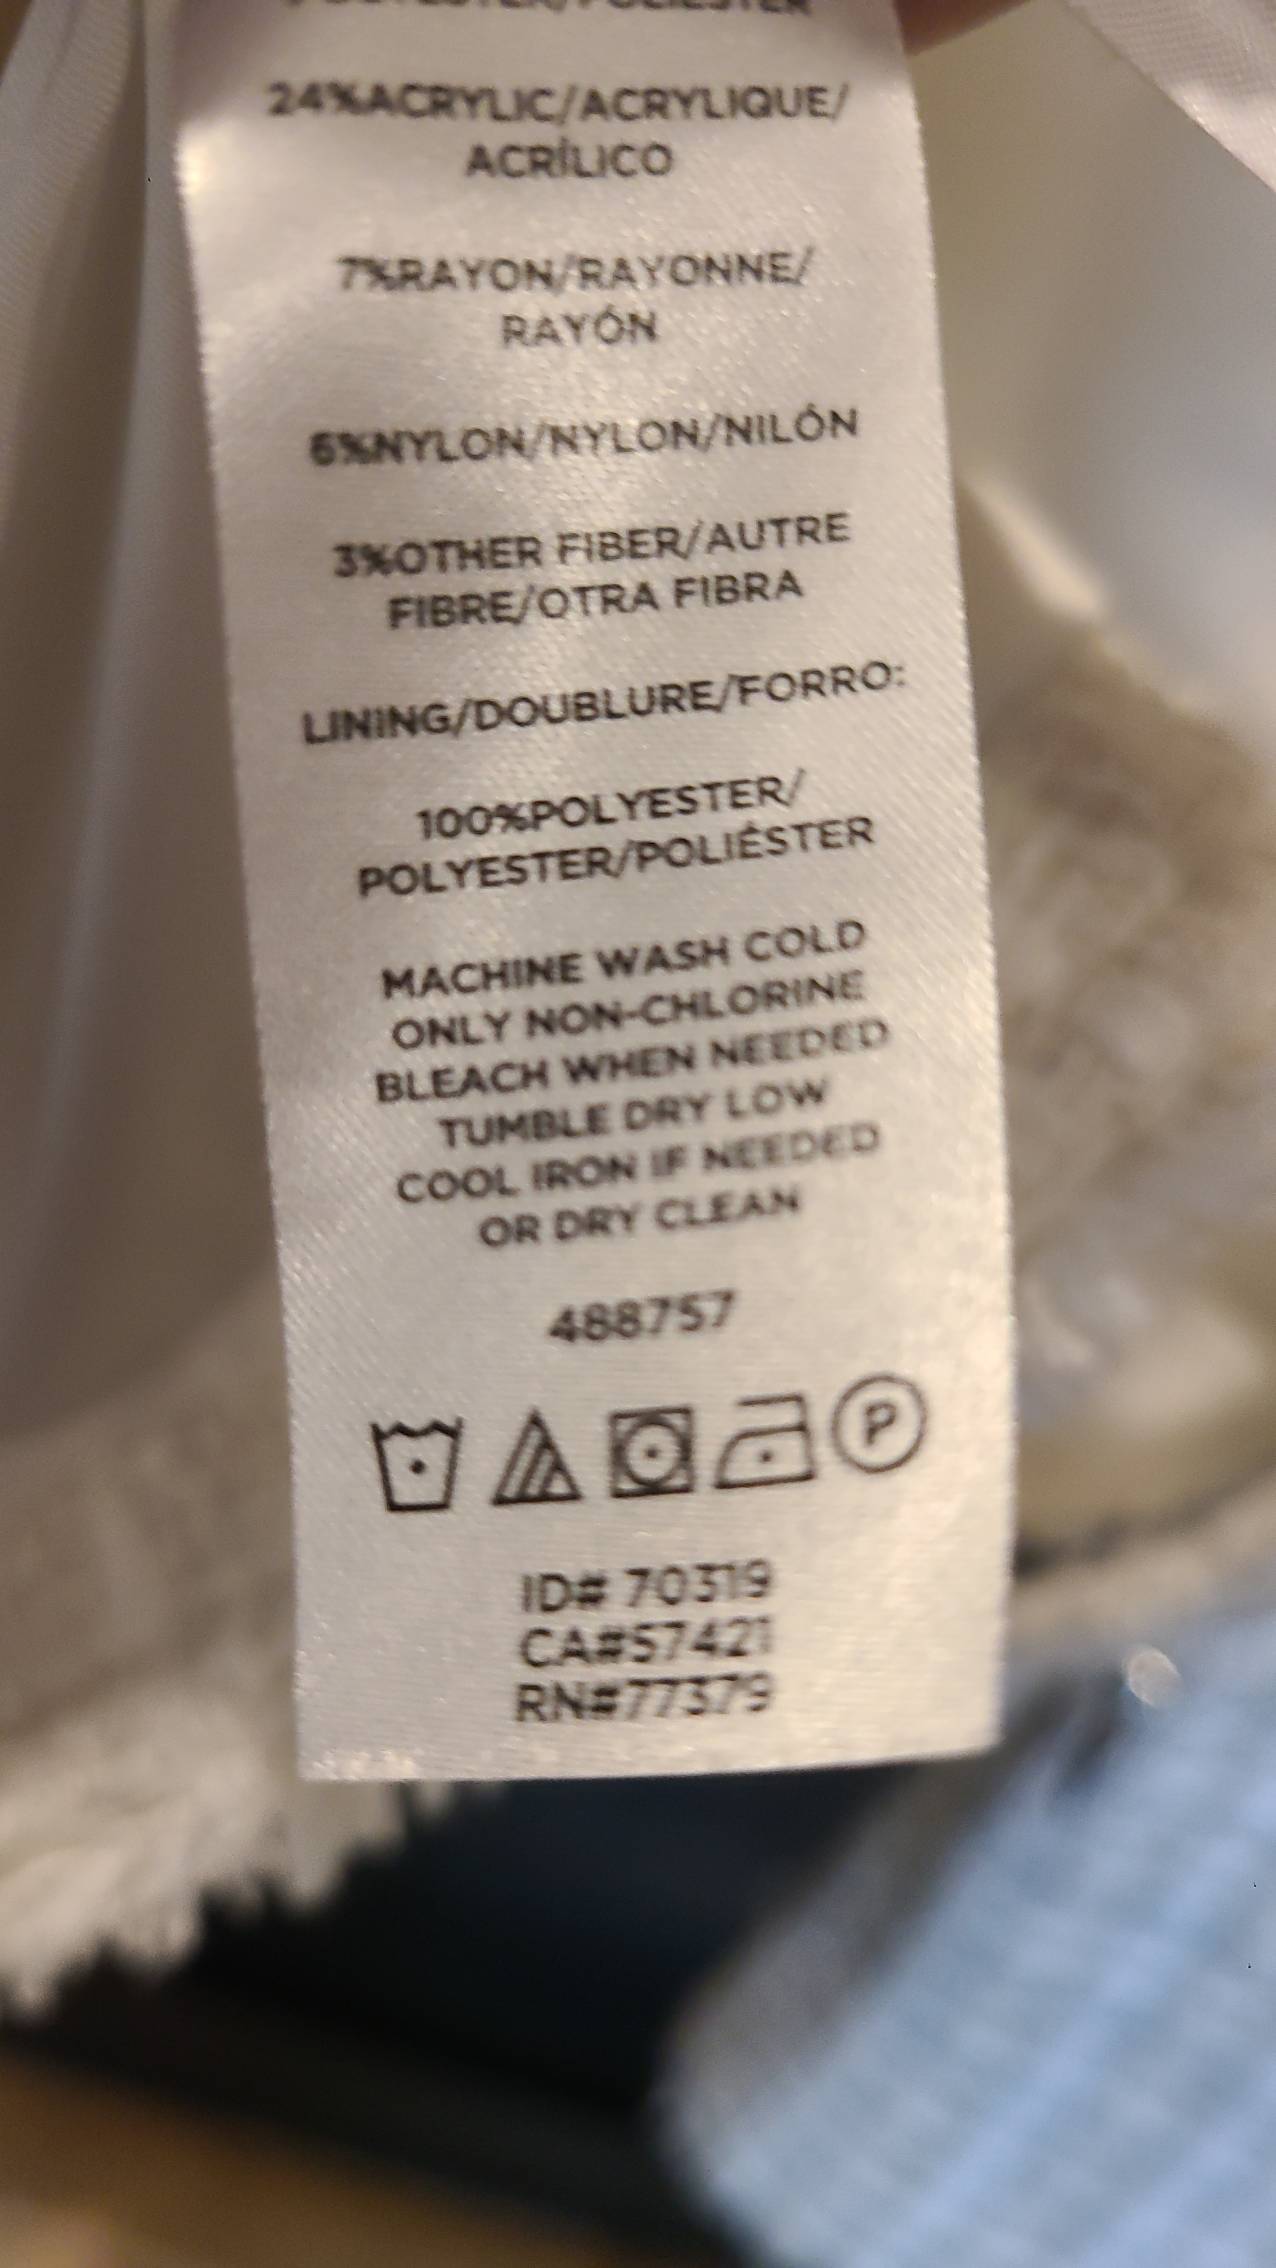 POLYESTER/POLIÉSTER
24%ACRYLIC/ACRYLIQUE/
ACRÍLICO
7%RAYON/RAYONNE/
RAYÓN
6%NYLON/NYLON/NILÓN
3%OTHER FIBER/AUTRE
FIBRE/OTRA FIBRA
LINING/DOUBLURE/FORRO:
100%POLYESTER/
POLYESTER/POLIÉSTER
MACHINE WASH COLD
ONLY NON-CHLORINE
BLEACH WHEN NEEDED
TUMBLE DRY LOW
COOL IRON IF NEEDED
OR DRY CLEAN
488757
P
ID# 70319
CA#57421
RN#77379